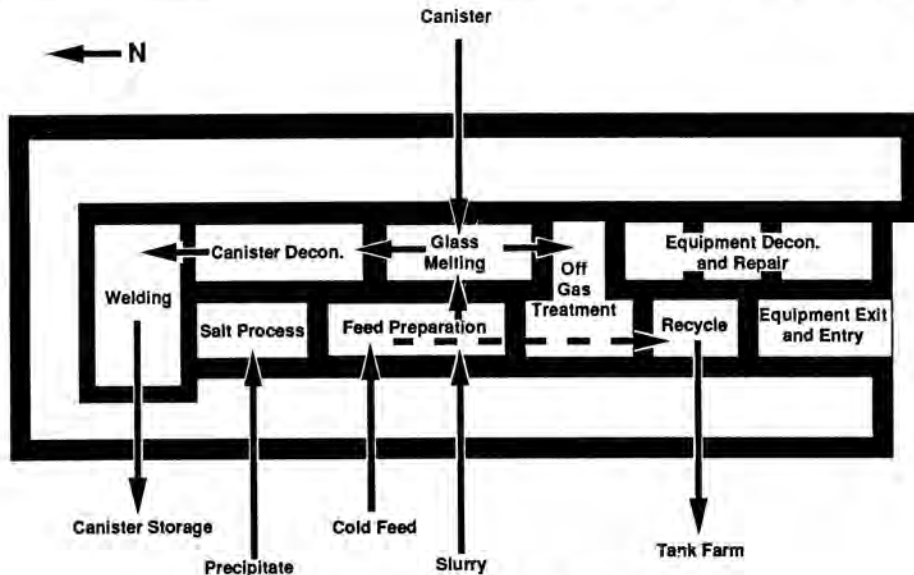 Canister
N
Canister Decon.
Glass
Melting
Off
Gas
Treatment
Equipment Decon.
and Repair
Welding
Salt Process
Feed Preparation
Recycle
Equipment Exit
and Entry
Canister Storage
Precipitate
Cold Feed
Slurry
Tank Farm